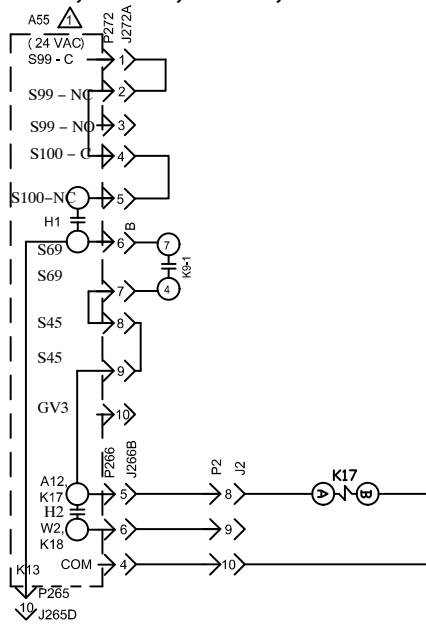 A55 1
P272 J272A
(24 VAC)
S99 - C 1
S99 – NC 2
S99 – NO 3
S100 – C 4
S100–NC 5
H1 B
6 7
S69
K9-1
S69
7 4
S45 8
S45
9
GV3 10
P266 J266B P2 J2
A12, K17
K17 5 8 A B
H2
W2, 6 9
K18
COM 4 10
K13
P265
10 J265D